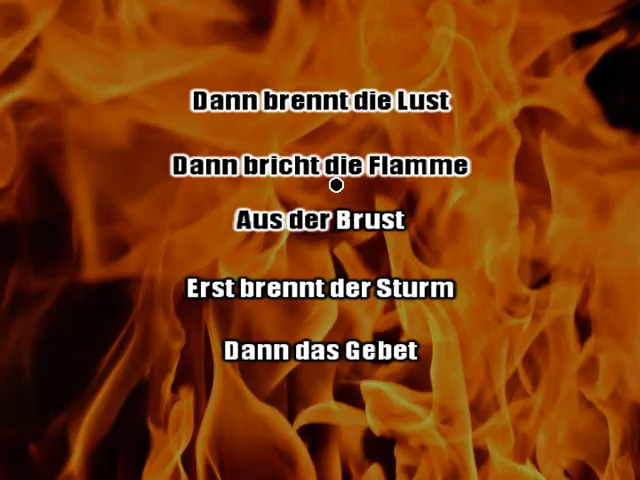 Dann brennt die Lust
Dann bricht die Flamme
Aus der Brust
Erst brennt der Sturm
Dann das Gebet